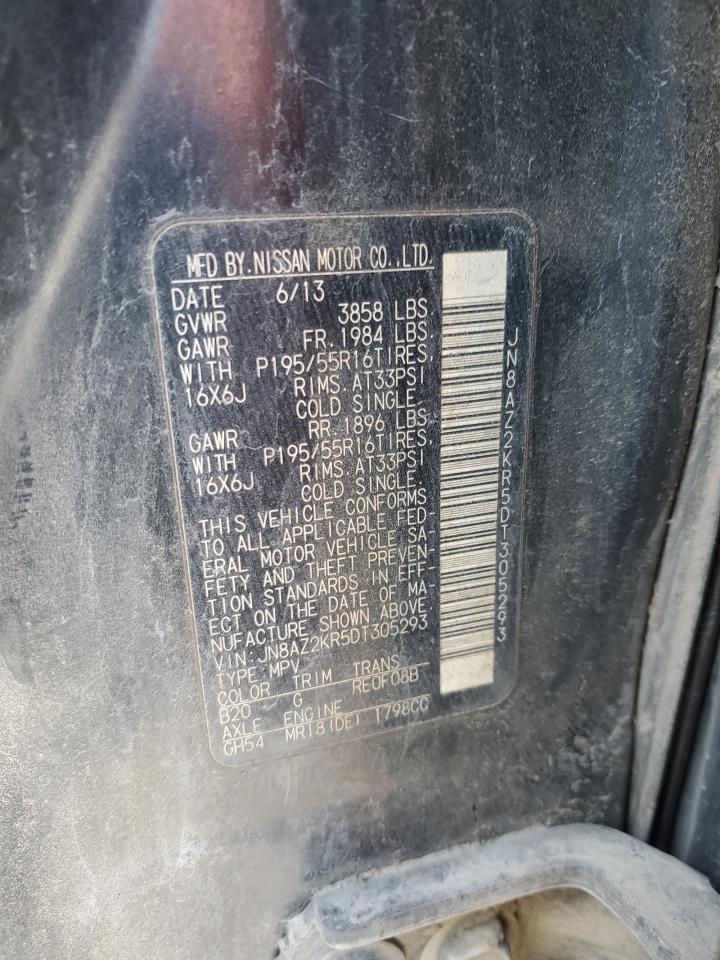 MFD BY.NISSAN MOTOR CO.,LTD.
DATE 6/13
GVWR 3858 LBS.
GAWR FR.1984 LBS.
WITH P195/55R16TIRES.
16X6J RIMS.AT33PSI
COLD SINGLE.
GAWR RR.1896 LBS.
WITH P195/55R16TIRES.
16X6J RIMS.AT33PSI
COLD SINGLE.
THIS VEHICLE CONFORMS
TO ALL APPLICABLE FED
ERAL MOTOR VEHICLE SA-
FETY AND THEFT PREVEN-
TION STANDARDS IN EFF-
ECT ON THE DATE OF MA
NUFACTURE SHOWN ABOVE
VIN:JN8AZ2KR5DT305293
TYPE:MPV
COLOR TRIM TRANS
B20 G RE0F08B
AXLE ENGINE
GH54 MR18(DE) 1798CC
JN8AZ2KR5DT305293